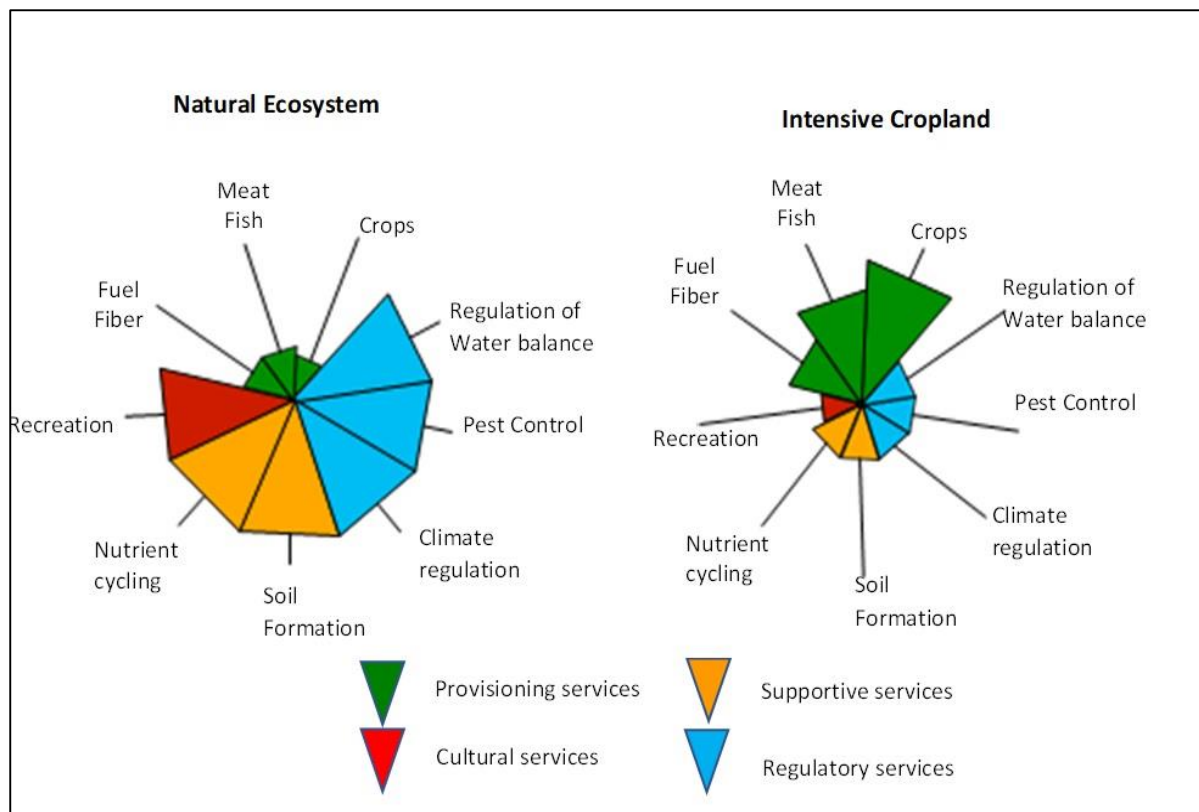 Natural Ecosystem
Meat
Fish
Crops
Fuel
Fiber
Regulation of
Water balance
Recreation
Pest Control
Nutrient
cycling
Climate
regulation
Soil
Formation
Intensive Cropland
Meat
Fish
Crops
Fuel
Fiber
Regulation of
Water balance
Pest Control
Recreation
Climate
regulation
Nutrient
cycling
Soil
Formation
Provisioning services
Supportive services
Cultural services
Regulatory services